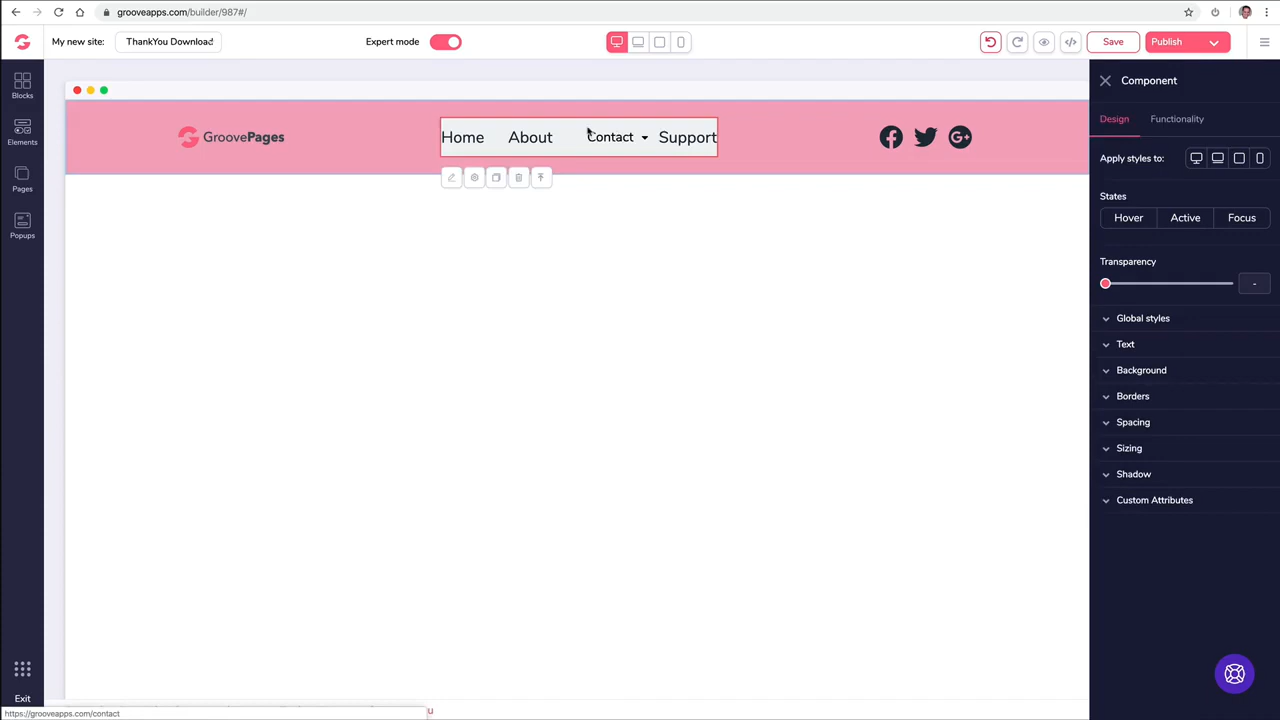 grooveapps.com/builder/987#/
My new site:
ThankYou Download
Expert mode
Save
Publish
Blocks
Elements
Pages
Popups
Exit
GroovePages
Home
About
Contact
Support
Component
Design
Functionality
Apply styles to:
States
Hover
Active
Focus
Transparency
-
Global styles
Text
Background
Borders
Spacing
Sizing
Shadow
Custom Attributes
https://grooveapps.com/contact